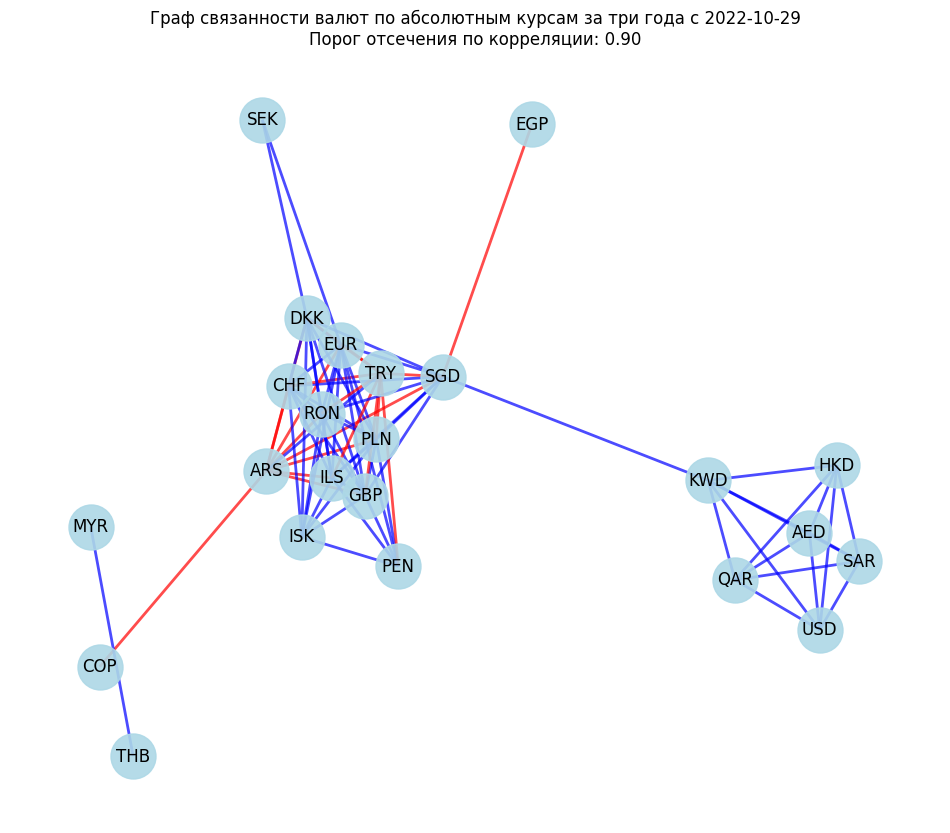 Граф связанности валют по абсолютным курсам за три года с 2022-10-29
Порог отсечения по корреляции: 0.90
SEK
EGP
DKK
EUR
TRY
SGD
CHF
RON
PLN
ARS
ILS
GBP
KWD
HKD
MYR
ISK
AED
SAR
PEN
QAR
USD
COP
THB